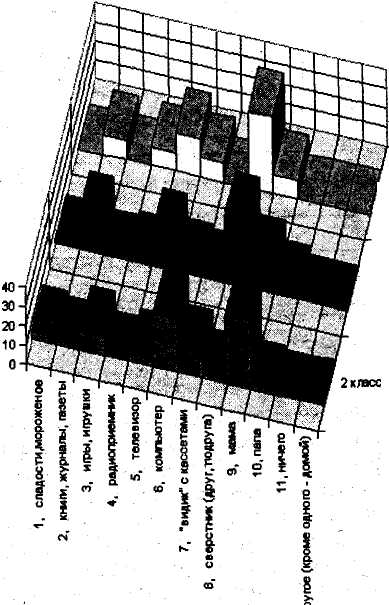 40
30
20
10
0
2 класс
1, сладости,мороженое
2, книги, журналы, газеты
3, игры, игрушки
4, радиоприемник
5, телевизор
6, компьютер
7, "видик" с кассетами
8, сверстник (друг, подруга)
9, мама
10, папа
11, ничего
(кроме одного - домой)